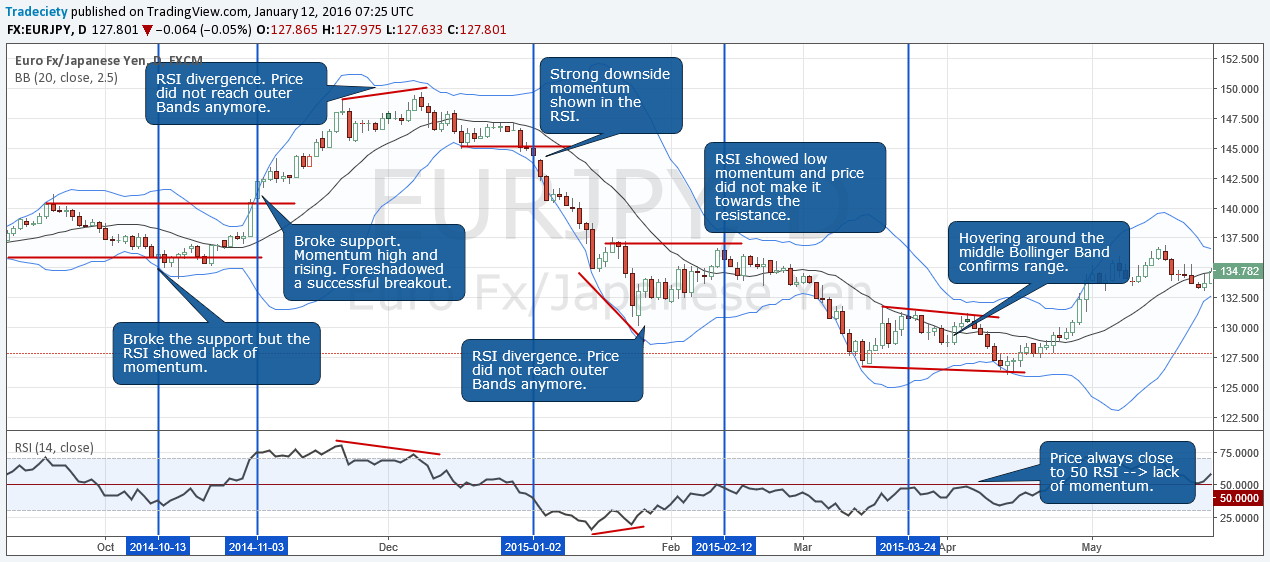 Tradeciety published on TradingView.com, January 12, 2016 07:25 UTC
FX:EURJPY, D 127.801 ▼ −0.064 (−0.05%) O:127.865 H:127.975 L:127.633 C:127.801
Euro Fx/Japanese Yen, D, FXCM
BB (20, close, 2.5)
RSI divergence. Price
did not reach outer
Bands anymore.
Strong downside
momentum
shown in the
RSI.
RSI showed low
momentum and price
did not make it
towards the
resistance.
Broke support.
Momentum high and
rising. Foreshadowed
a successful breakout.
Hovering around the
middle Bollinger Band
confirms range.
Broke the support but the
RSI showed lack of
momentum.
RSI divergence. Price
did not reach outer
Bands anymore.
EURJPY, D
Euro Fx/Japanese Yen
152.500
150.000
147.500
145.000
142.500
140.000
137.500
134.782
132.500
130.000
127.500
125.000
122.500
RSI (14, close)
Price always close
to 50 RSI --> lack
of momentum.
75.0000
50.0000
50.0000
25.0000
Oct
2014-10-13
2014-11-03
Dec
2015-01-02
Feb
2015-02-12
Mar
2015-03-24
Apr
May